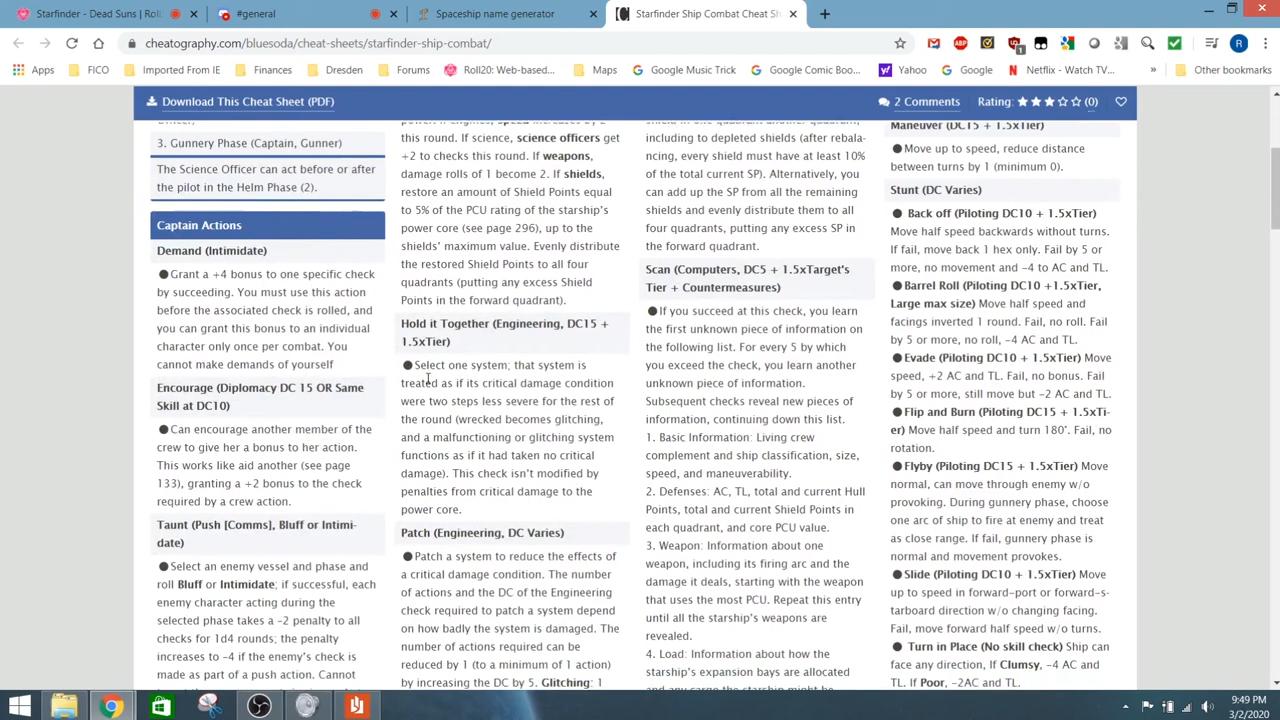 Starfinder - Dead Suns | Roll
#general
Spaceship name generator
Starfinder Ship Combat Cheat Sh
cheatography.com/bluesoda/cheat-sheets/starfinder-ship-combat/
Apps
FICO
Imported From IE
Finances
Dresden
Forums
Roll20: Web-based...
Maps
Google Music Trick
Google Comic Boo...
Yahoo
Google
Netflix - Watch TV...
»
Other bookmarks
Download This Cheat Sheet (PDF)
2 Comments
Rating: ★★★☆☆ (0)
3. Gunnery Phase (Captain, Gunner)
The Science Officer can act before or after
the pilot in the Helm Phase (2).
Captain Actions
Demand (Intimidate)
●Grant a +4 bonus to one specific check
by succeeding. You must use this action
before the associated check is rolled, and
you can grant this bonus to an individual
character only once per combat. You
cannot make demands of yourself
Encourage (Diplomacy DC 15 OR Same
Skill at DC10)
●Can encourage another member of the
crew to give her a bonus to her action.
This works like aid another (see page
133), granting a +2 bonus to the check
required by a crew action.
Taunt (Push [Comms], Bluff or Intimi-
date)
●Select an enemy vessel and phase and
roll Bluff or Intimidate; if successful, each
enemy character acting during the
selected phase takes a -2 penalty to all
checks for 1d4 rounds; the penalty
increases to -4 if the enemy's check is
made as part of a push action. Cannot
this round. If science, science officers get
+2 to checks this round. If weapons,
damage rolls of 1 become 2. If shields,
restore an amount of Shield Points equal
to 5% of the PCU rating of the starship's
power core (see page 296), up to the
shields' maximum value. Evenly distribute
the restored Shield Points to all four
quadrants (putting any excess Shield
Points in the forward quadrant).
Hold it Together (Engineering, DC15 +
1.5xTier)
●Select one system; that system is
treated as if its critical damage condition
were two steps less severe for the rest of
the round (wrecked becomes glitching,
and a malfunctioning or glitching system
functions as if it had taken no critical
damage). This check isn't modified by
penalties from critical damage to the
power core.
Patch (Engineering, DC Varies)
●Patch a system to reduce the effects of
a critical damage condition. The number
of actions and the DC of the Engineering
check required to patch a system depend
on how badly the system is damaged. The
number of actions required can be
reduced by 1 (to a minimum of 1 action)
by increasing the DC by 5. Glitching: 1
including to depleted shields (after rebala-
ncing, every shield must have at least 10%
of the total current SP). Alternatively, you
can add up the SP from all the remaining
shields and evenly distribute them to all
four quadrants, putting any excess SP in
the forward quadrant.
Scan (Computers, DC5 + 1.5xTarget's
Tier + Countermeasures)
●If you succeed at this check, you learn
the first unknown piece of information on
the following list. For every 5 by which
you exceed the check, you learn another
unknown piece of information.
Subsequent checks reveal new pieces of
information, continuing down this list.
1. Basic Information: Living crew
complement and ship classification, size,
speed, and maneuverability.
2. Defenses: AC, TL, total and current Hull
Points, total and current Shield Points in
each quadrant, and core PCU value.
3. Weapon: Information about one
weapon, including its firing arc and the
damage it deals, starting with the weapon
that uses the most PCU. Repeat this entry
until all the starship's weapons are
revealed.
4. Load: Information about how the
starship's expansion bays are allocated
Maneuver (DC15 + 1.5xTier)
●Move up to speed, reduce distance
between turns by 1 (minimum 0).
Stunt (DC Varies)
● Back off (Piloting DC10 + 1.5xTier)
Move half speed backwards without turns.
If fail, move back 1 hex only. Fail by 5 or
more, no movement and -4 to AC and TL.
●Barrel Roll (Piloting DC10 +1.5xTier,
Large max size) Move half speed and
facings inverted 1 round. Fail, no roll. Fail
by 5 or more, no roll, -4 AC and TL.
●Evade (Piloting DC10 + 1.5xTier) Move
speed, +2 AC and TL. Fail, no bonus. Fail
by 5 or more, still move but -2 AC and TL.
●Flip and Burn (Piloting DC15 + 1.5xTi-
er) Move half speed and turn 180°. Fail, no
rotation.
●Flyby (Piloting DC15 + 1.5xTier) Move
normal, can move through enemy w/o
provoking. During gunnery phase, choose
one arc of ship to fire at enemy and treat
as close range. If fail, gunnery phase is
normal and movement provokes.
●Slide (Piloting DC10 + 1.5xTier) Move
up to speed in forward-port or forward-s-
tarboard direction w/o changing facing.
Fail, move forward half speed w/o turns.
● Turn in Place (No skill check) Ship can
face any direction, If Clumsy, -4 AC and
TL. If Poor, -2AC and TL.
9:49 PM
3/2/2020